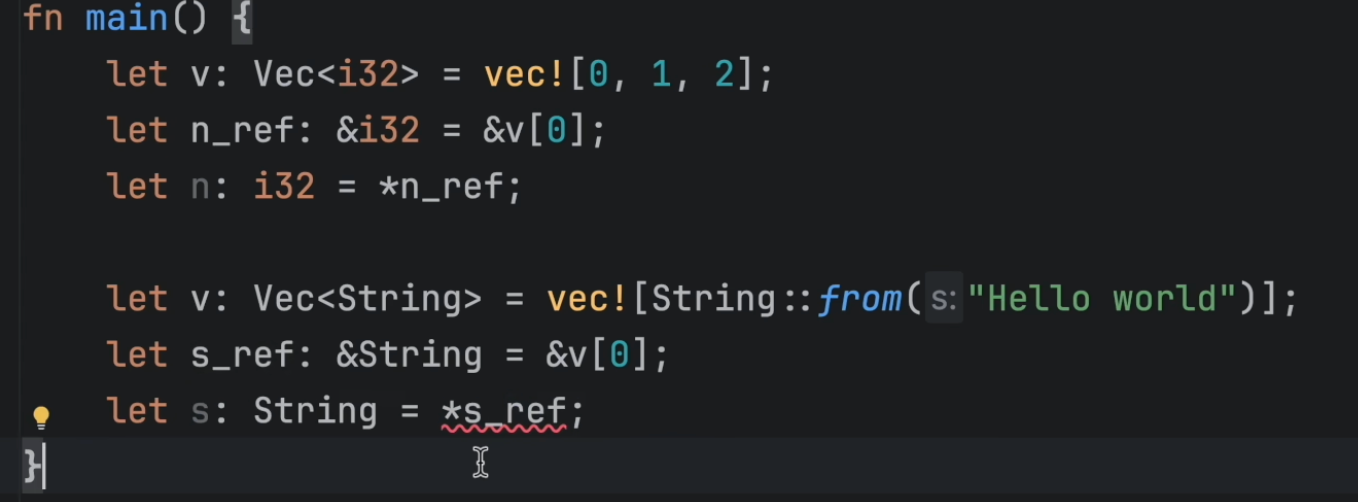 fn main() {
    let v: Vec<i32> = vec![0, 1, 2];
    let n_ref: &i32 = &v[0];
    let n: i32 = *n_ref;

    let v: Vec<String> = vec![String::from(s:"Hello world")];
    let s_ref: &String = &v[0];
    let s: String = *s_ref;
}